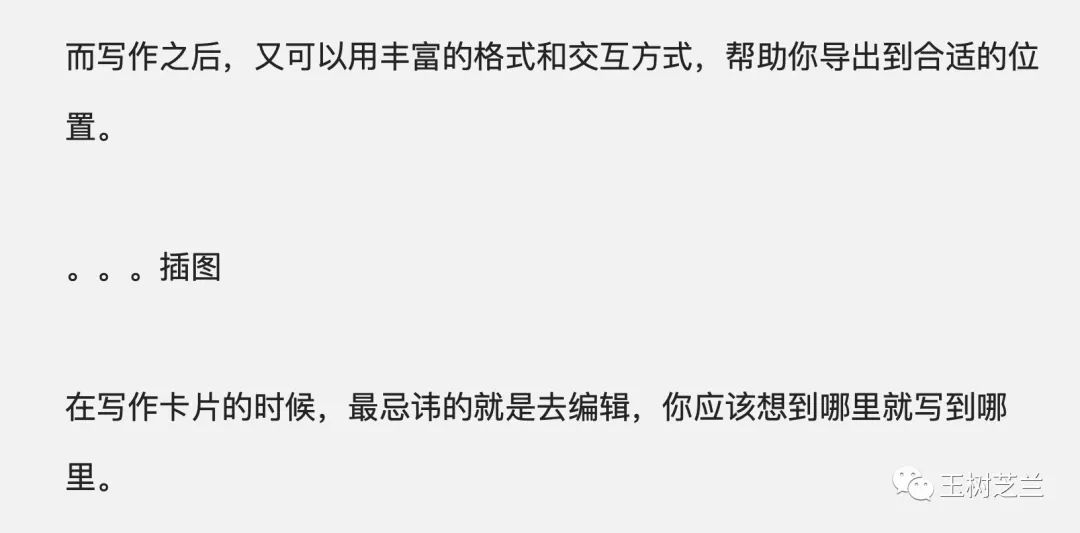 而写作之后，又可以用丰富的格式和交互方式，帮助你导出到合适的位
置。
。。。插图
在写作卡片的时候，最忌讳的就是去编辑，你应该想到哪里就写到哪
里。
玉树芝兰